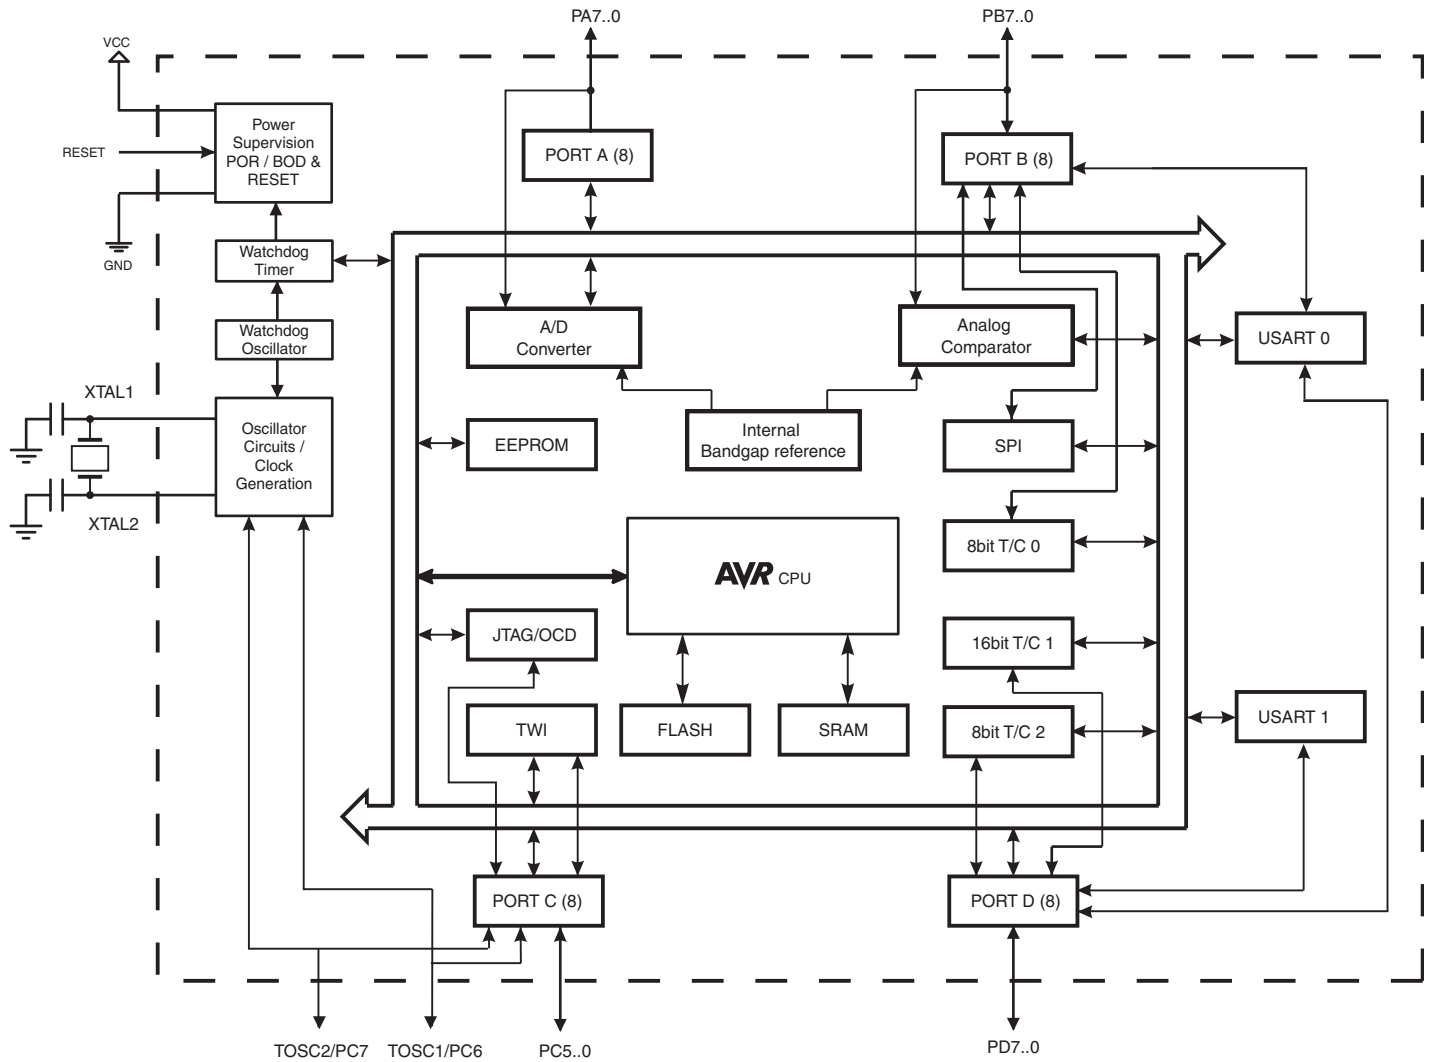 PA7..0
PB7..0
VCC
RESET
GND
Power
Supervision
POR / BOD &
RESET
PORT A (8)
PORT B (8)
Watchdog
Timer
Watchdog
Oscillator
A/D
Converter
Analog
Comparator
USART 0
XTAL1
XTAL2
Oscillator
Circuits /
Clock
Generation
EEPROM
Internal
Bandgap reference
SPI
AVR CPU
8bit T/C 0
JTAG/OCD
16bit T/C 1
TWI
FLASH
SRAM
8bit T/C 2
USART 1
PORT C (8)
PORT D (8)
TOSC2/PC7
TOSC1/PC6
PC5..0
PD7..0